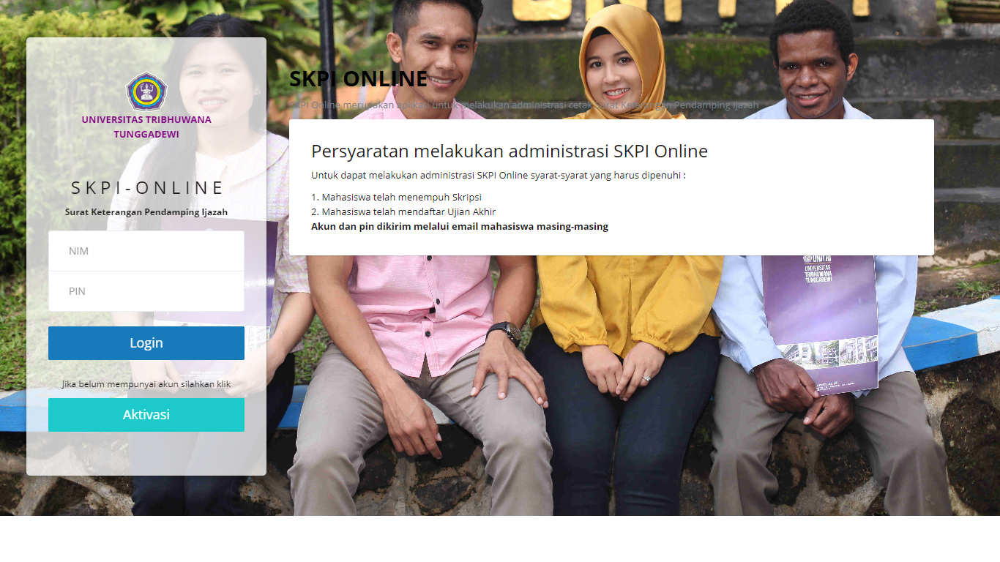 UNIVERSITAS TRIBHUWANA
TUNGGADEWI
SKPI-ONLINE
Surat Keterangan Pendamping Ijazah
NIM
PIN
Login
Jika belum mempunyai akun silahkan klik
Aktivasi
SKPI ONLINE
SKPI Online merupakan aplikasi untuk melakukan administrasi cetak Surat Keterangan Pendamping Ijazah
Persyaratan melakukan administrasi SKPI Online
Untuk dapat melakukan administrasi SKPI Online syarat-syarat yang harus dipenuhi :
1. Mahasiswa telah menempuh Skripsi
2. Mahasiswa telah mendaftar Ujian Akhir
Akun dan pin dikirim melalui email mahasiswa masing-masing
@UNITRI
UNIVERSITAS
TRIBHUWANA
TUNGGADEWI